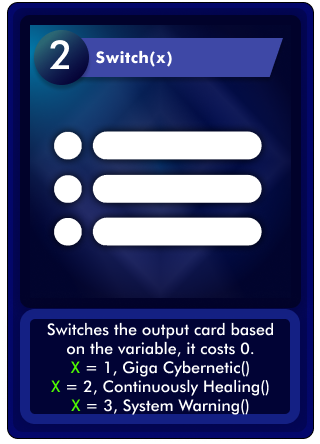 2
Switch(x)
Switches the output card based
on the variable, it costs 0.
X = 1, Giga Cybernetic()
X = 2, Continuously Healing()
X = 3, System Warning()